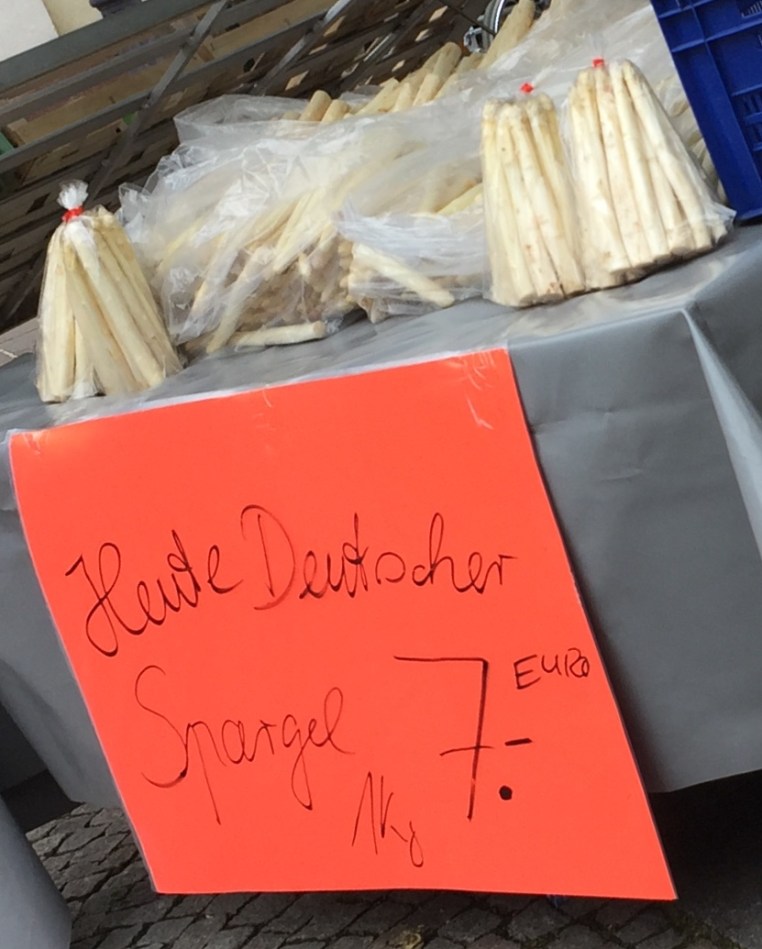 Heute Deutscher
Spargel 7.- EURO
1Kg